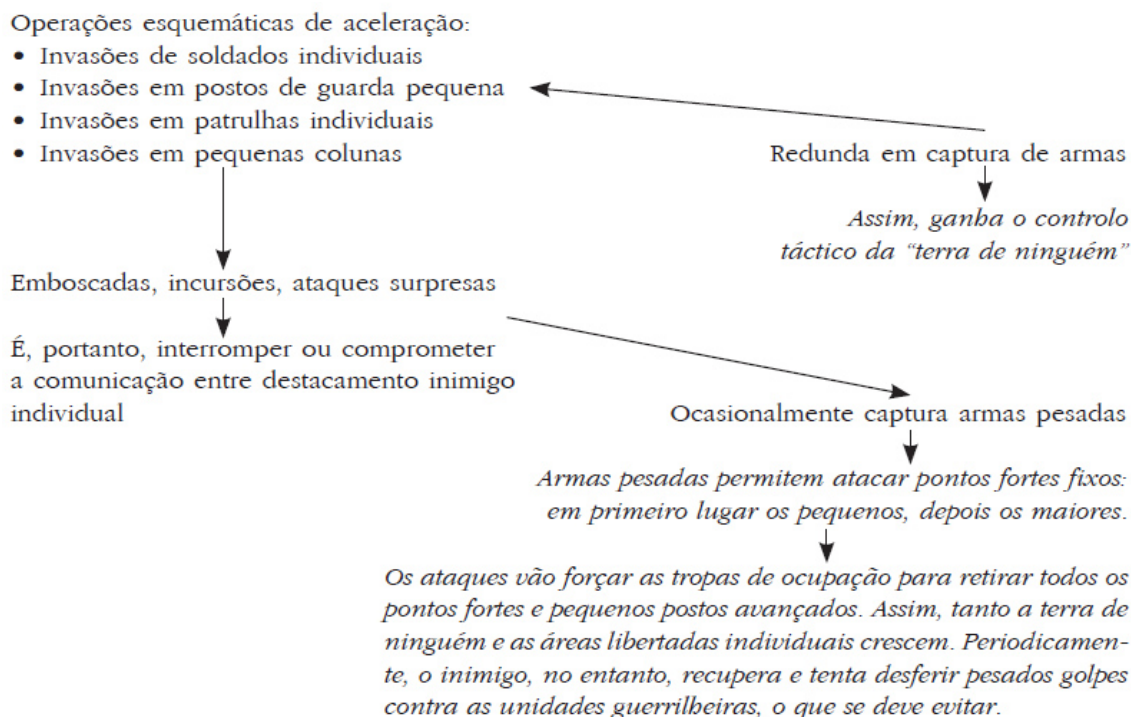 Operações esquemáticas de aceleração:
• Invasões de soldados individuais
• Invasões em postos de guarda pequena
• Invasões em patrulhas individuais
• Invasões em pequenas colunas
Redunda em captura de armas
Assim, ganha o controlo
táctico da “terra de ninguém”
Emboscadas, incursões, ataques surpresas
É, portanto, interromper ou comprometer
a comunicação entre destacamento inimigo
individual
Ocasionalmente captura armas pesadas
Armas pesadas permitem atacar pontos fortes fixos:
em primeiro lugar os pequenos, depois os maiores.
Os ataques vão forçar as tropas de ocupação para retirar todos os
pontos fortes e pequenos postos avançados. Assim, tanto a terra de
ninguém e as áreas libertadas individuais crescem. Periodicamen-
te, o inimigo, no entanto, recupera e tenta desferir pesados golpes
contra as unidades guerrilheiras, o que se deve evitar.